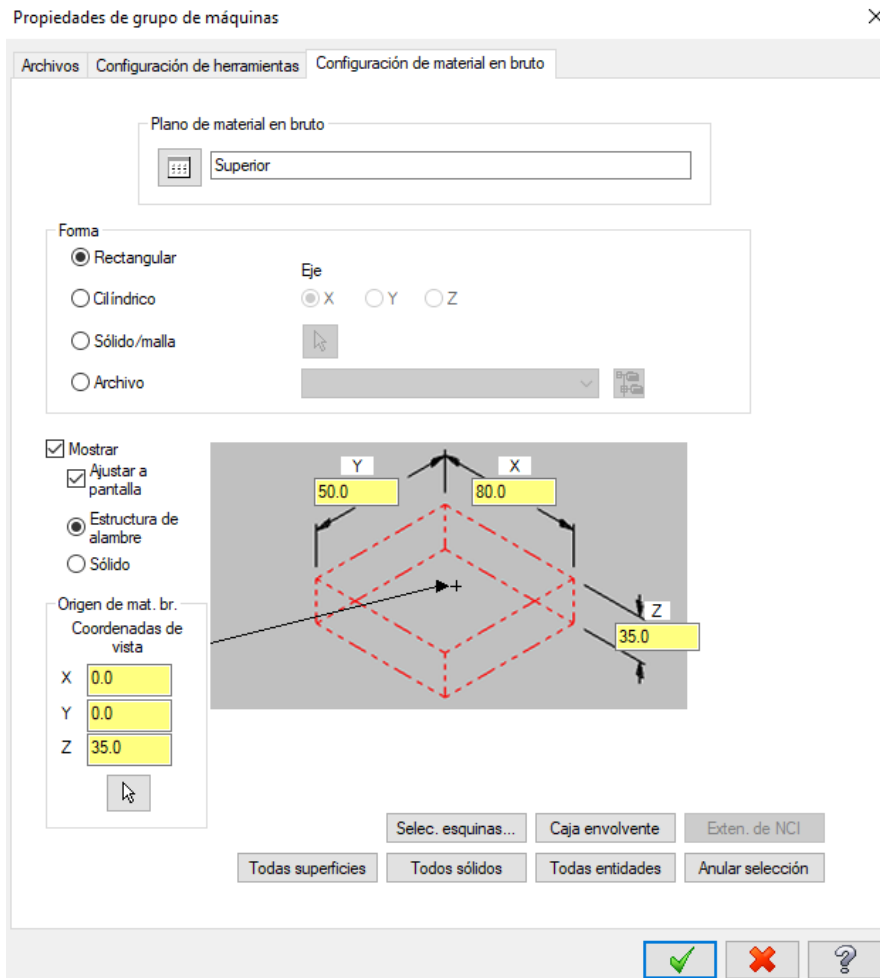 Propiedades de grupo de máquinas
Archivos Configuración de herramientas Configuración de material en bruto
Plano de material en bruto
Superior
Forma
Rectangular
Eje
Cilíndrico X Y Z
Sólido/malla
Archivo
Mostrar
Ajustar a
pantalla
Estructura de
alambre
Sólido
Y X
50.0 80.0
Z
35.0
Origen de mat. br.
Coordenadas de
vista
X 0.0
Y 0.0
Z 35.0
Selec. esquinas... Caja envolvente Exten. de NCI
Todas superficies Todos sólidos Todas entidades Anular selección